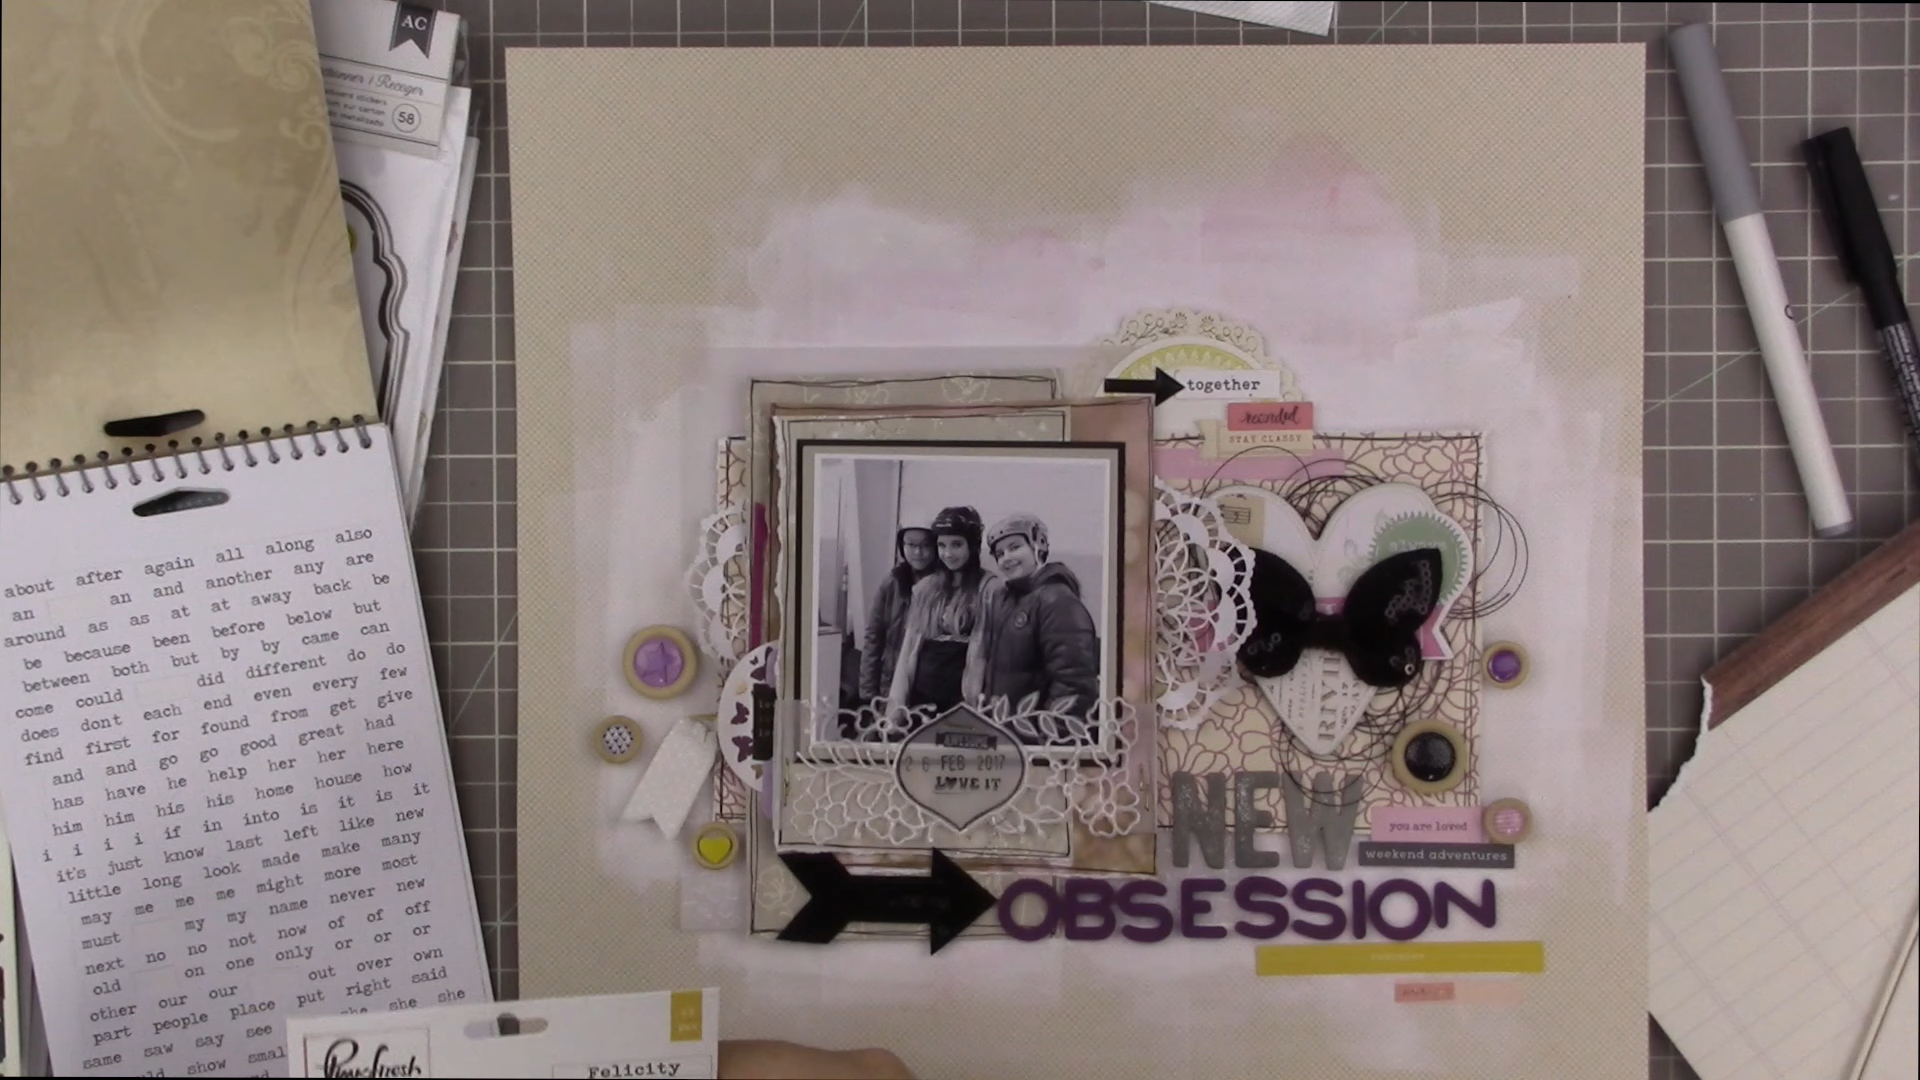 AC
58
together
recorded
STAY CLASSY
always
AWESOME
26 FEB 2017
LOVE IT
NEW
you are loved
weekend adventures
OBSESSION
about after again all along also
an an and another any are
around as as at at away back be
be because been before below but
between both but by by came can
come could did different do do
does dont each end even every few
find first for found from get give
and and go go good great had
has have he help her her here
him him his his home house how
i i i i if in into is it is it
it's just know last left like new
little long look made make many
may me me me might more most
must my my name never new
next no no not now of of off
old on one only or or or
other our our out over own
part people place put right said
same saw say see she she she
show
Felicity